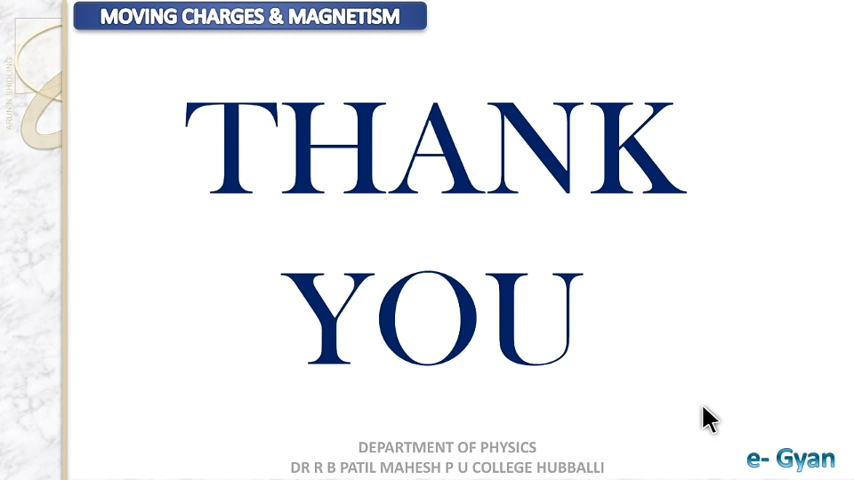 MOVING CHARGES & MAGNETISM
THANK
YOU
DEPARTMENT OF PHYSICS
DR R B PATIL MAHESH P U COLLEGE HUBBALLI
e- Gyan